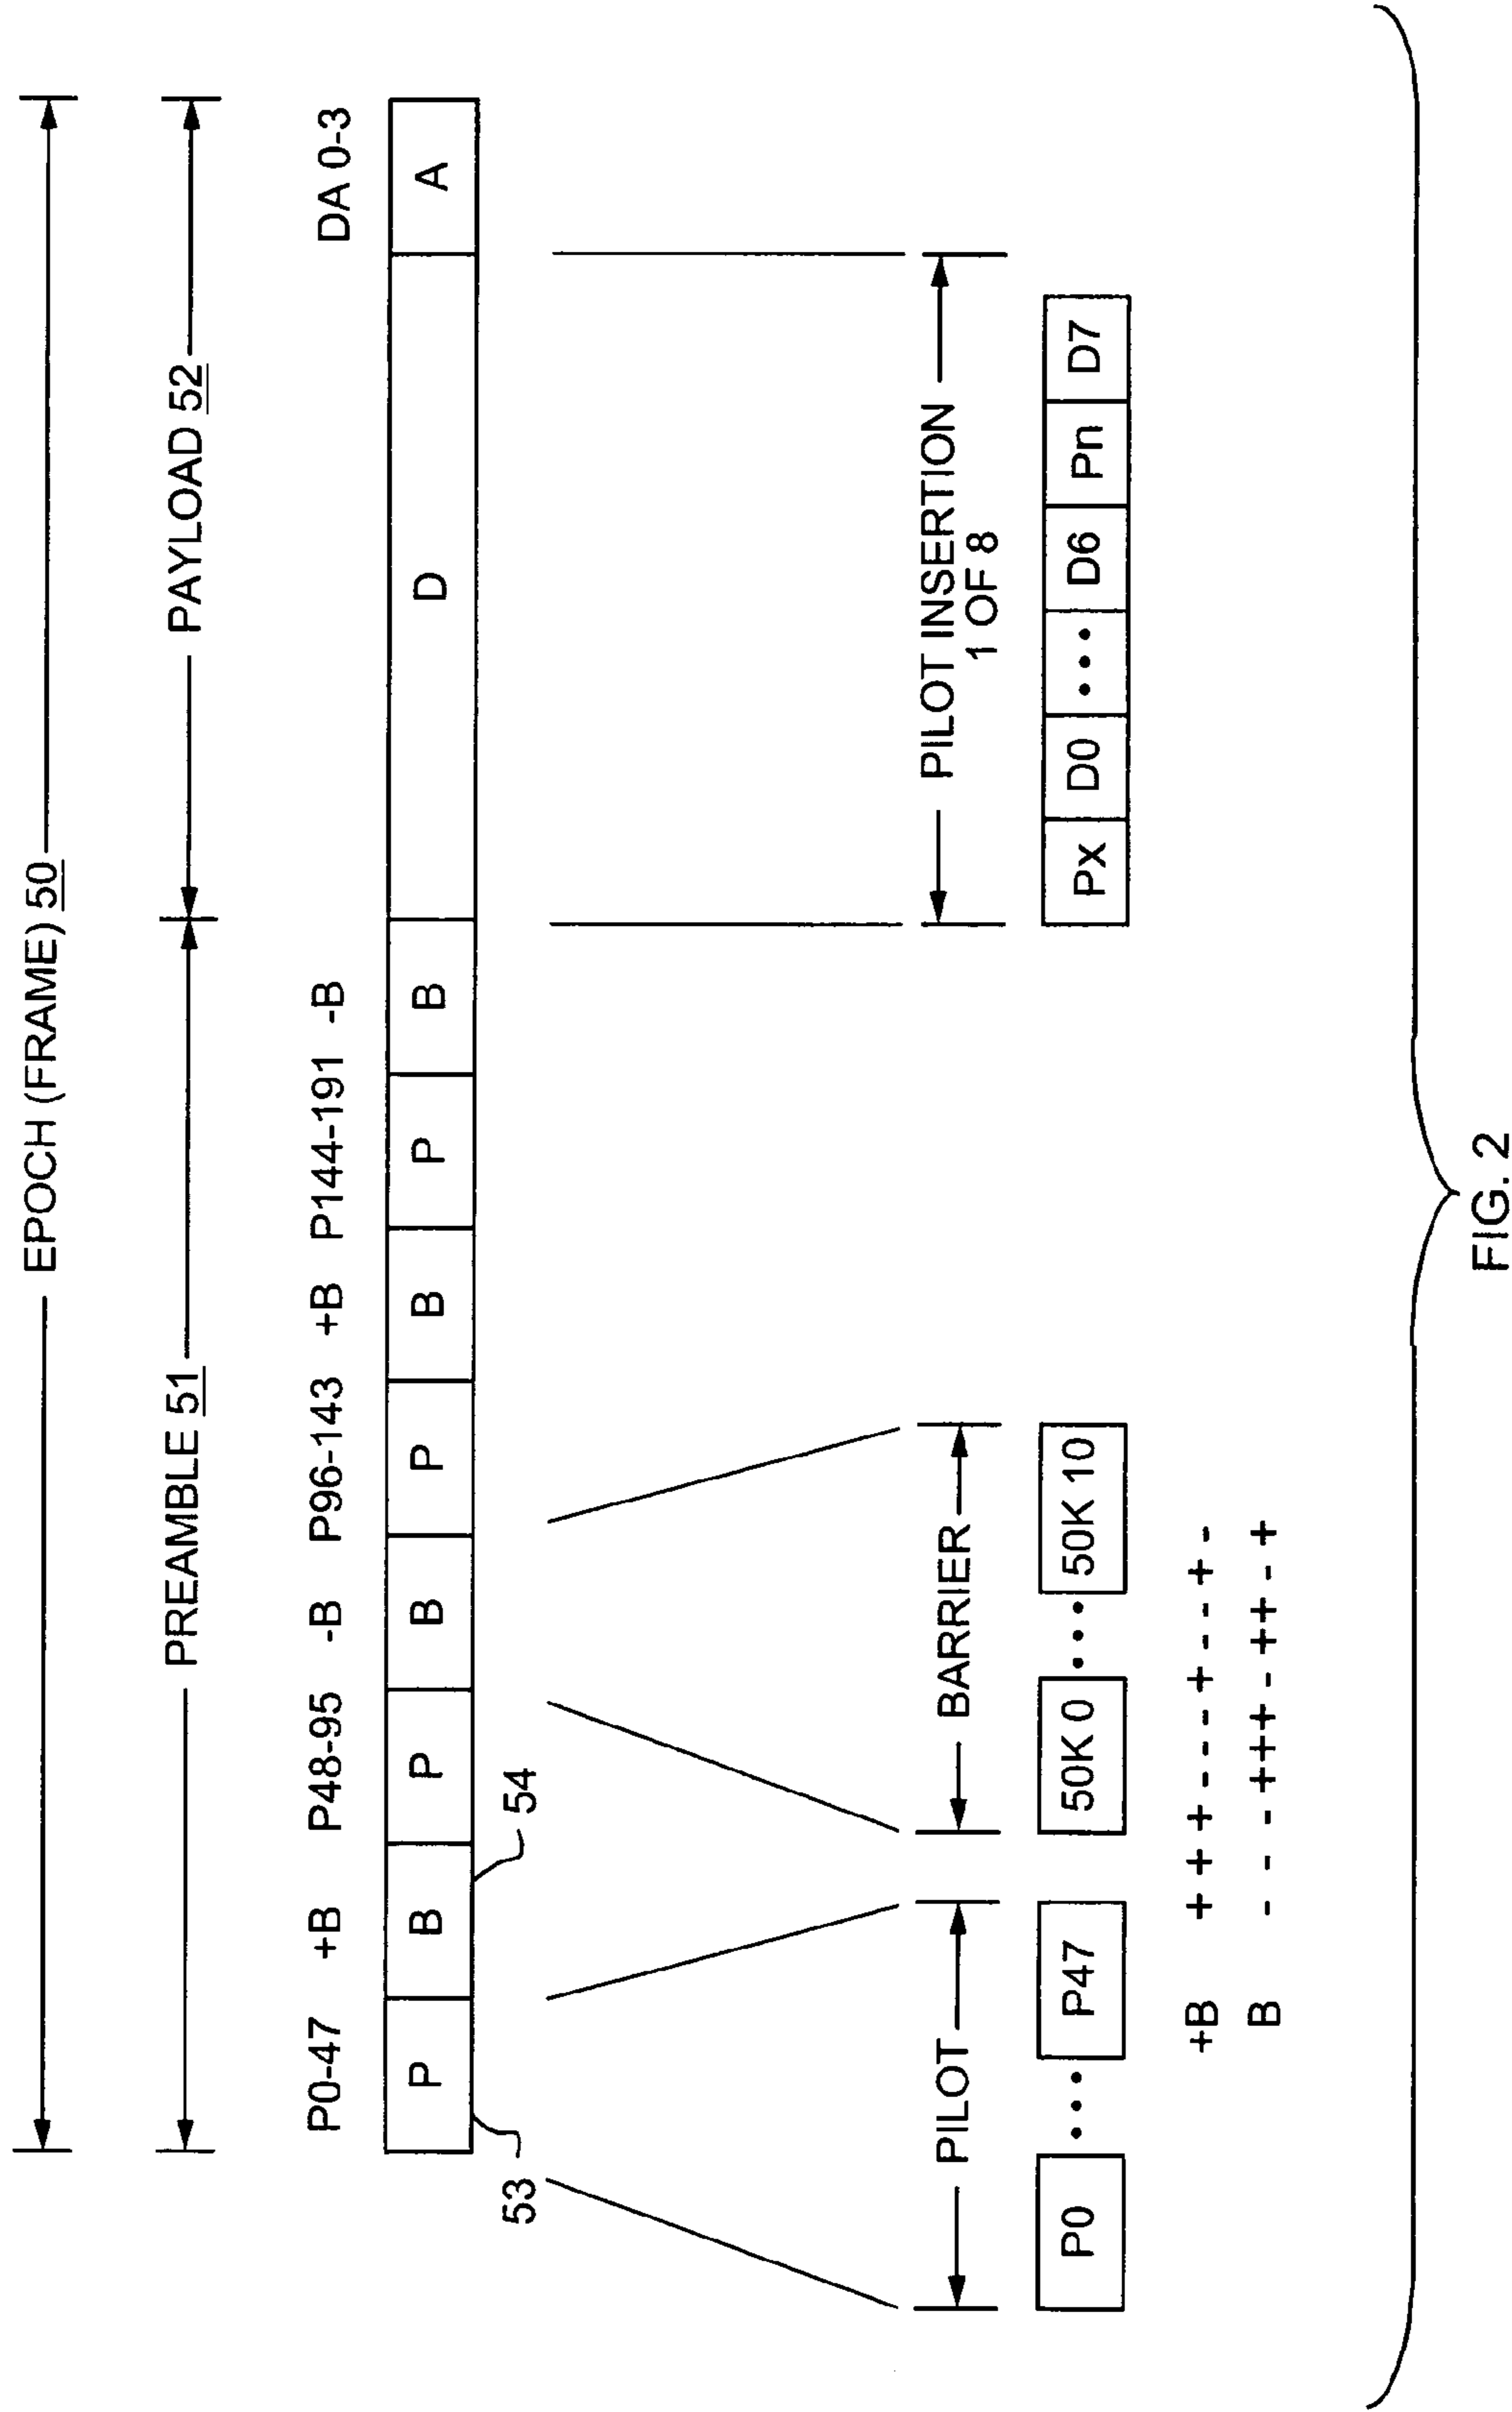 EPOCH (FRAME) 50
PREAMBLE 51 PAYLOAD 52
P0-47 +B P48-95 -B P96-143 +B P144-191 -B DA 0-3
P B P B P B P B D A
53 54
PILOT BARRIER PILOT INSERTION
1 OF 8
P0 ••• P47 50K 0 ••• 50K 10 Px D0 ••• D6 Pn D7
+B + + + - - - + - - + -
B - - - + + + - + + - +
FIG. 2